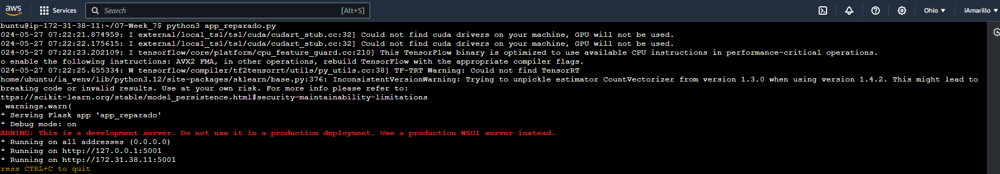 aws Services Search [Alt+S] Ohio iAmarillo
buntu@ip-172-31-38-11:~/07-Week_7$ python3 app_reparado.py
024-05-27 07:22:21.874959: I external/local_tsl/tsl/cuda/cudart_stub.cc:32] Could not find cuda drivers on your machine, GPU will not be used.
024-05-27 07:22:22.175615: I external/local_tsl/tsl/cuda/cudart_stub.cc:32] Could not find cuda drivers on your machine, GPU will not be used.
024-05-27 07:22:23.202109: I tensorflow/core/platform/cpu_feature_guard.cc:210] This TensorFlow binary is optimized to use available CPU instructions in performance-critical operations.
o enable the following instructions: AVX2 FMA, in other operations, rebuild TensorFlow with the appropriate compiler flags.
024-05-27 07:22:25.655334: W tensorflow/compiler/tf2tensorrt/utils/py_utils.cc:38] TF-TRT Warning: Could not find TensorRT
home/ubuntu/ia_venv/lib/python3.12/site-packages/sklearn/base.py:376: InconsistentVersionWarning: Trying to unpickle estimator CountVectorizer from version 1.3.0 when using version 1.4.2. This might lead to
breaking code or invalid results. Use at your own risk. For more info please refer to:
ttps://scikit-learn.org/stable/model_persistence.html#security-maintainability-limitations
warnings.warn(
* Serving Flask app 'app_reparado'
* Debug mode: on
ARNING: This is a development server. Do not use it in a production deployment. Use a production WSGI server instead.
* Running on all addresses (0.0.0.0)
* Running on http://127.0.0.1:5001
* Running on http://172.31.38.11:5001
ress CTRL+C to quit